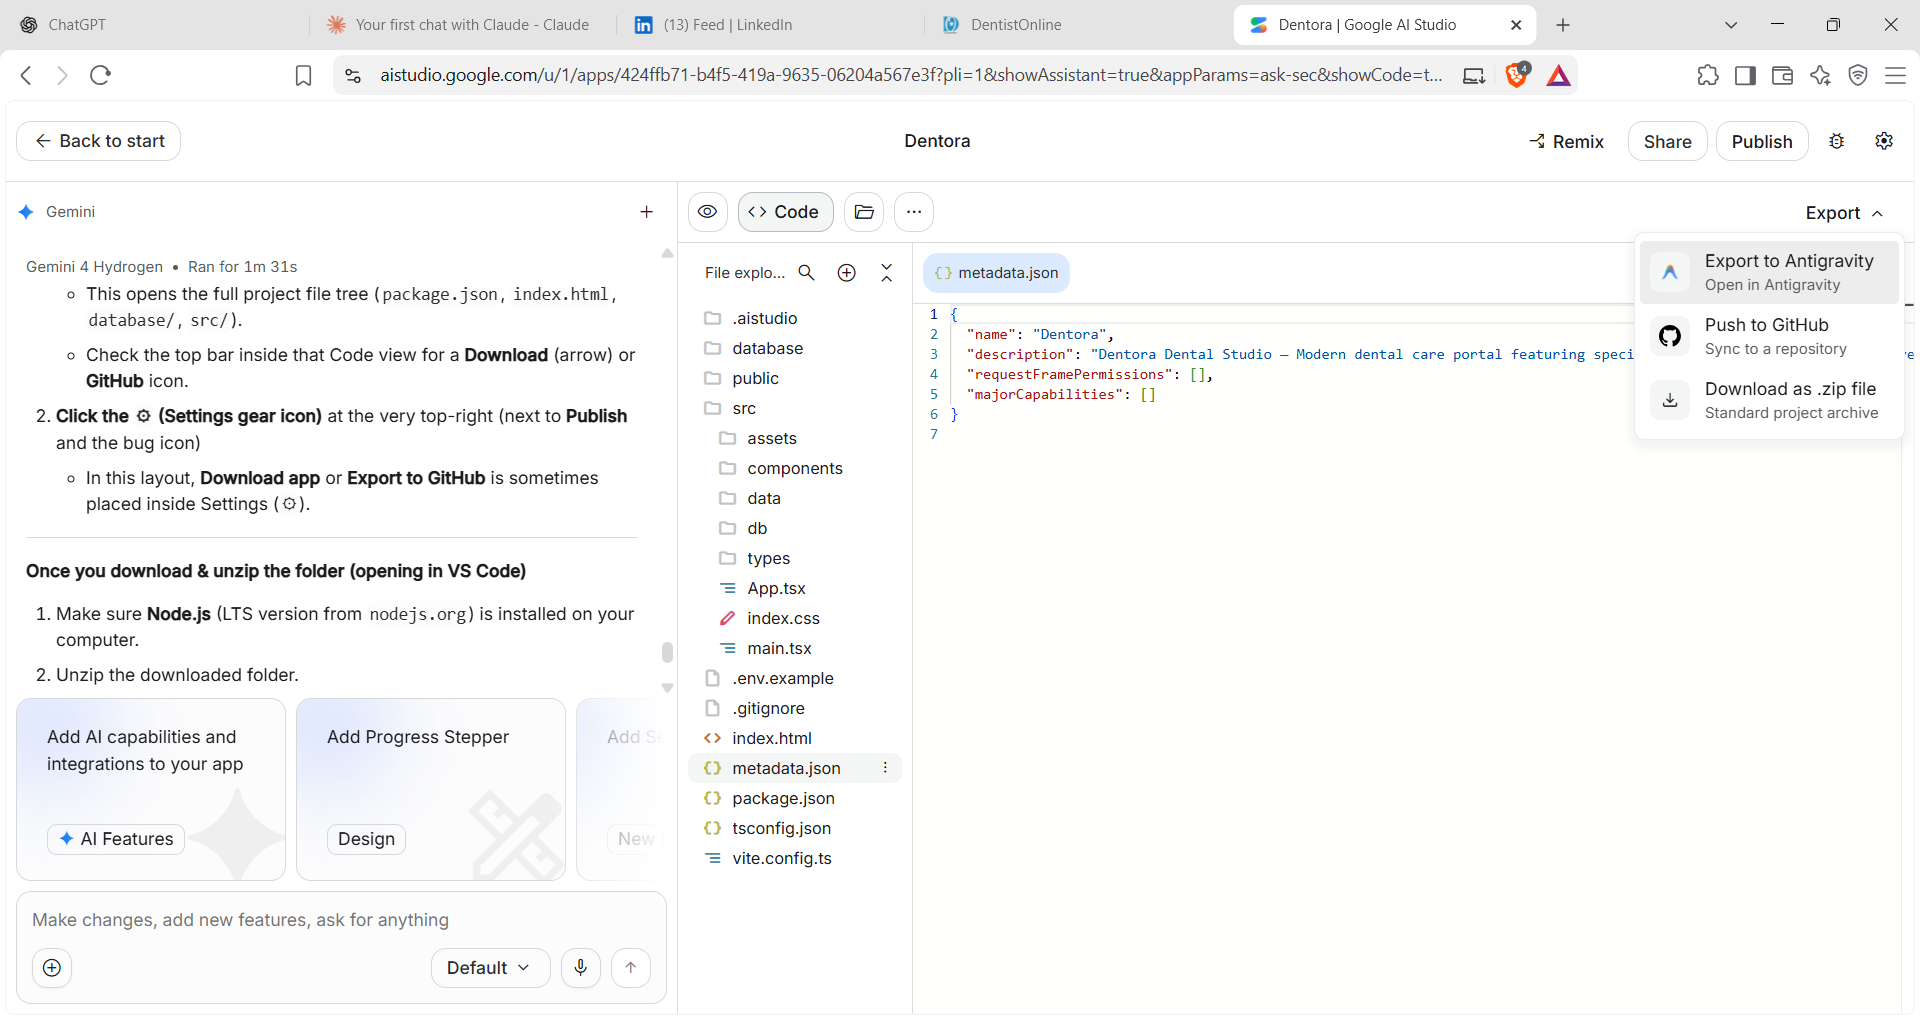 ChatGPT
Your first chat with Claude - Claude
(13) Feed | LinkedIn
DentistOnline
Dentora | Google AI Studio
aistudio.google.com/u/1/apps/424ffb71-b4f5-419a-9635-06204a567e3f?pli=1&showAssistant=true&appParams=ask-sec&showCode=t...
4
Back to start
Dentora
Remix
Share
Publish
Gemini
Gemini 4 Hydrogen • Ran for 1m 31s
This opens the full project file tree (package.json, index.html,
database/, src/).
Check the top bar inside that Code view for a Download (arrow) or
GitHub icon.
2. Click the ⚙ (Settings gear icon) at the very top-right (next to Publish
and the bug icon)
In this layout, Download app or Export to GitHub is sometimes
placed inside Settings (⚙).
Once you download & unzip the folder (opening in VS Code)
1. Make sure Node.js (LTS version from nodejs.org) is installed on your
computer.
2. Unzip the downloaded folder.
Add AI capabilities and
integrations to your app
AI Features
Add Progress Stepper
Design
Add Se
New
Make changes, add new features, ask for anything
Default
Code
Export
File explo...
.aistudio
database
public
src
assets
components
data
db
types
App.tsx
index.css
main.tsx
.env.example
.gitignore
index.html
metadata.json
package.json
tsconfig.json
vite.config.ts
metadata.json
1 {
2 "name": "Dentora",
3 "description": "Dentora Dental Studio – Modern dental care portal featuring speci
4 "requestFramePermissions": [],
5 "majorCapabilities": []
6 }
7
Export to Antigravity
Open in Antigravity
Push to GitHub
Sync to a repository
Download as .zip file
Standard project archive